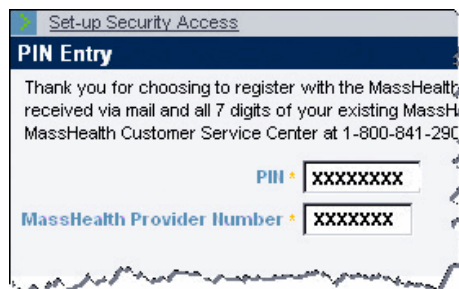 Set-up Security Access
PIN Entry
Thank you for choosing to register with the MassHealth
received via mail and all 7 digits of your existing
MassHealth Customer Service Center at 1-800-841-290
PIN * XXXXXXXX
MassHealth Provider Number * XXXXXXX